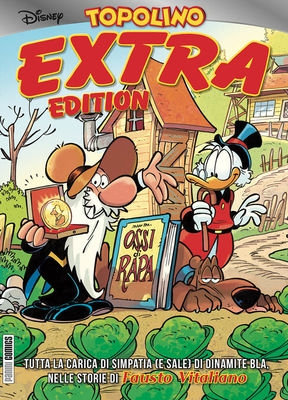 Disney
TOPOLINO
EXTRA
EDITION
OSSI
di
RAPA
TUTTA LA CARICA DI SIMPATIA (E SALE) DI DINAMITE BLA,
NELLE STORIE DI Fausto Vitaliano
PANINI COMICS